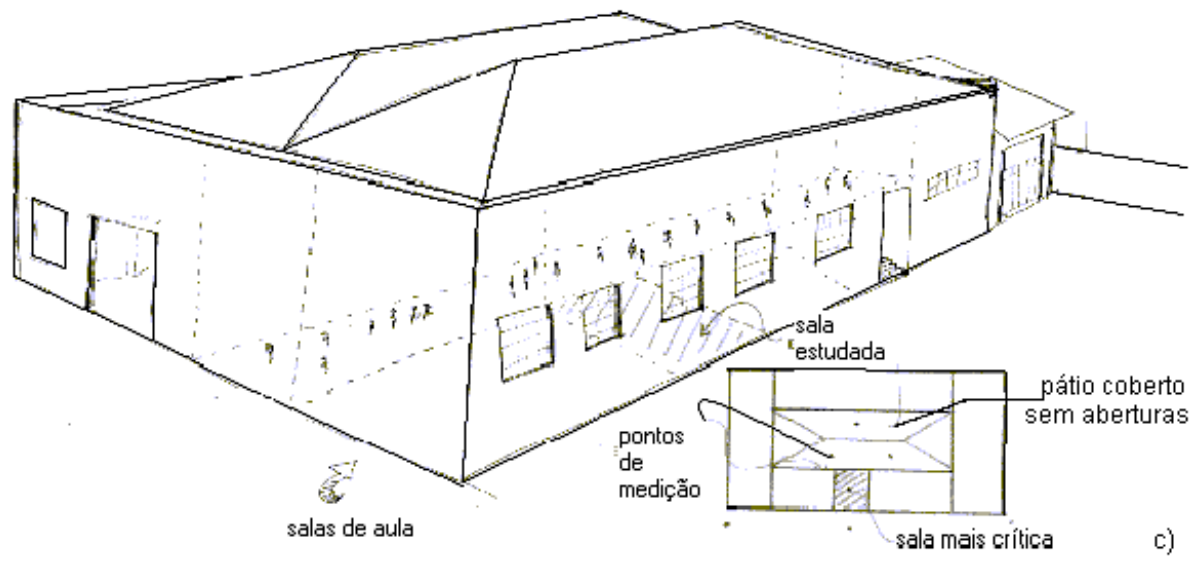 sala
estudada
pátio coberto
sem aberturas
pontos
de
medição
salas de aula
sala mais crítica
c)